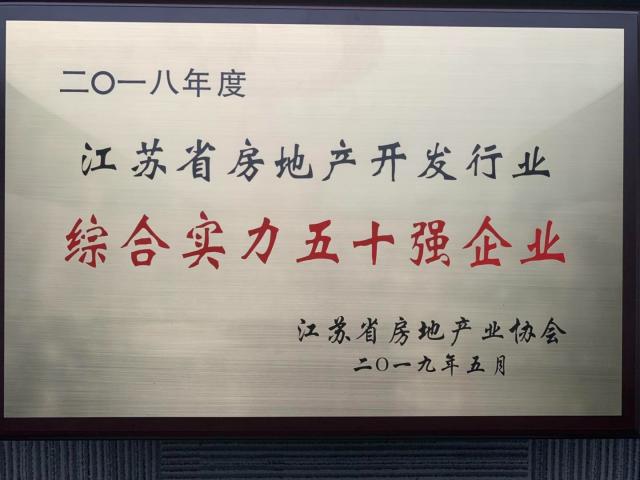 二〇一八年度
江苏省房地产开发行业
综合实力五十强企业
江苏省房地产业协会
二〇一九年五月